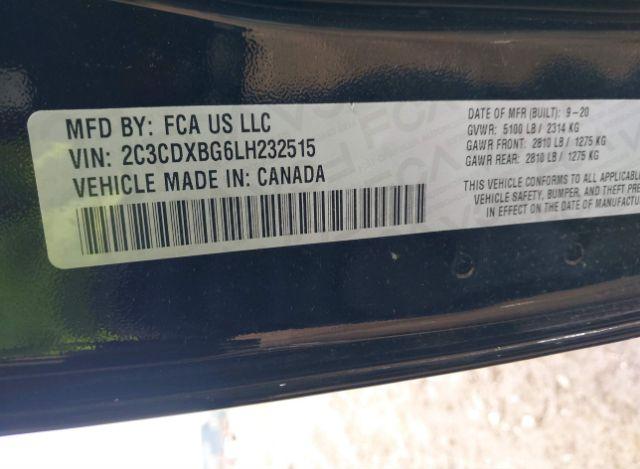 MFD BY: FCA US LLC
VIN: 2C3CDXBG6LH232515
VEHICLE MADE IN: CANADA
DATE OF MFR (BUILT): 9-20
GVWR: 5100 LB / 2314 KG
GAWR FRONT: 2810 LB / 1275 KG
GAWR REAR: 2810 LB / 1275 KG
THIS VEHICLE CONFORMS TO ALL APPLICABLE
VEHICLE SAFETY, BUMPER, AND THEFT
IN EFFECT ON THE DATE OF